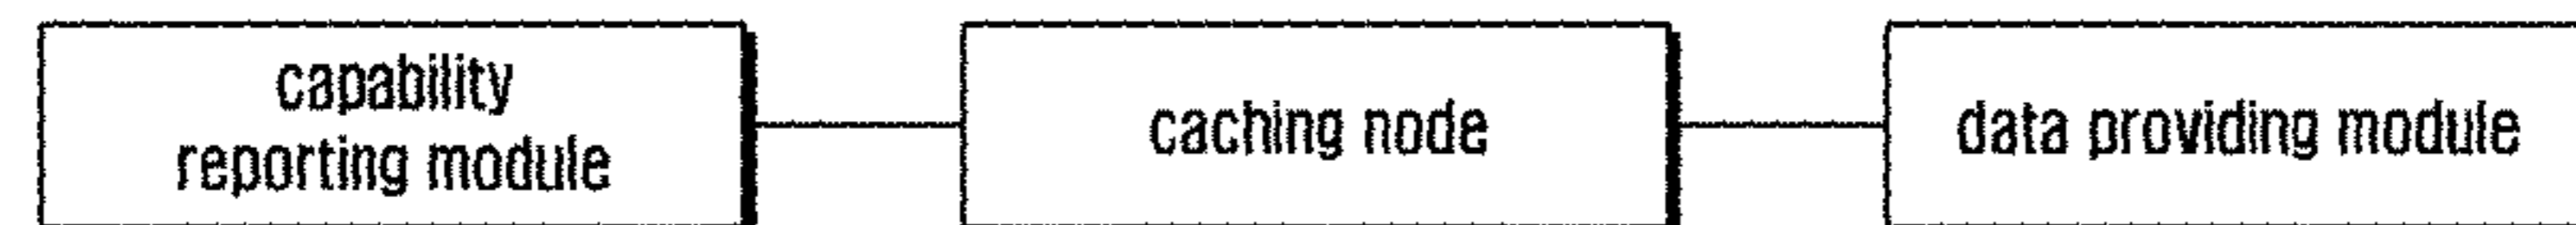 capability
reporting module
caching node
data providing module